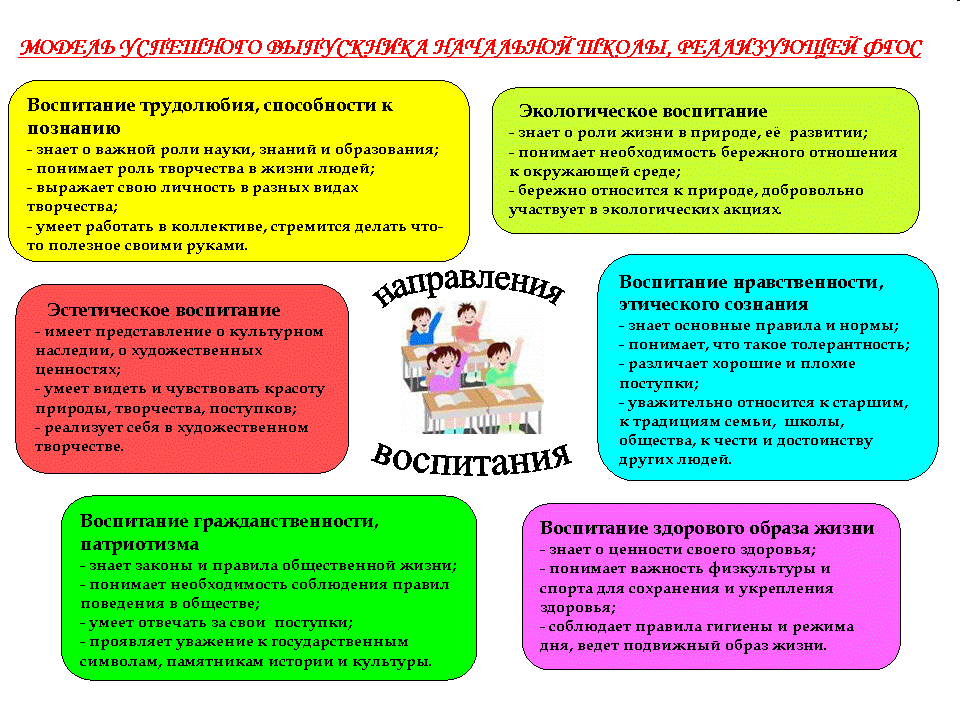 МОДЕЛЬ УСПЕШНОГО ВЫПУСКНИКА НАЧАЛЬНОЙ ШКОЛЫ, РЕАЛИЗУЮЩЕЙ ФГОС
Воспитание трудолюбия, способности к
познанию
- знает о важной роли науки, знаний и образования;
- понимает роль творчества в жизни людей;
- выражает свою личность в разных видах
творчества;
- умеет работать в коллективе, стремится делать что-
то полезное своими руками.
Экологическое воспитание
- знает о роли жизни в природе, её развитии;
- понимает необходимость бережного отношения
к окружающей среде;
- бережно относится к природе, добровольно
участвует в экологических акциях.
Эстетическое воспитание
- имеет представление о культурном
наследии, о художественных
ценностях;
- умеет видеть и чувствовать красоту
природы, творчества, поступков;
- реализует себя в художественном
творчестве.
направления
воспитания
Воспитание нравственности,
этического сознания
- знает основные правила и нормы;
- понимает, что такое толерантность;
- различает хорошие и плохие
поступки;
- уважительно относится к старшим,
к традициям семьи, школы,
общества, к чести и достоинству
других людей.
Воспитание гражданственности,
патриотизма
- знает законы и правила общественной жизни;
- понимает необходимость соблюдения правил
поведения в обществе;
- умеет отвечать за свои поступки;
- проявляет уважение к государственным
символам, памятникам истории и культуры.
Воспитание здорового образа жизни
- знает о ценности своего здоровья;
- понимает важность физкультуры и
спорта для сохранения и укрепления
здоровья;
- соблюдает правила гигиены и режима
дня, ведет подвижный образ жизни.